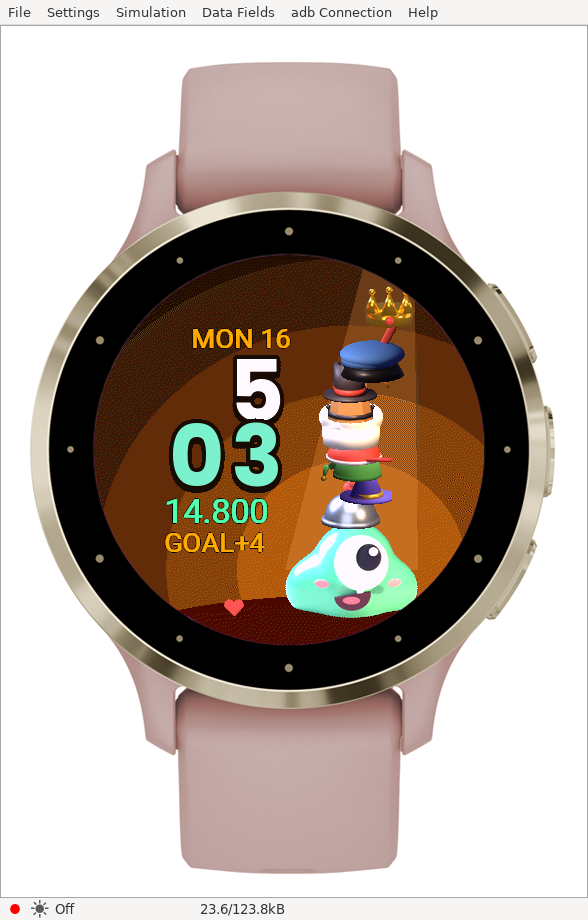 File Settings Simulation Data Fields adb Connection Help
MON 16
5
03
14.800
GOAL+4
Off 23.6/123.8kB